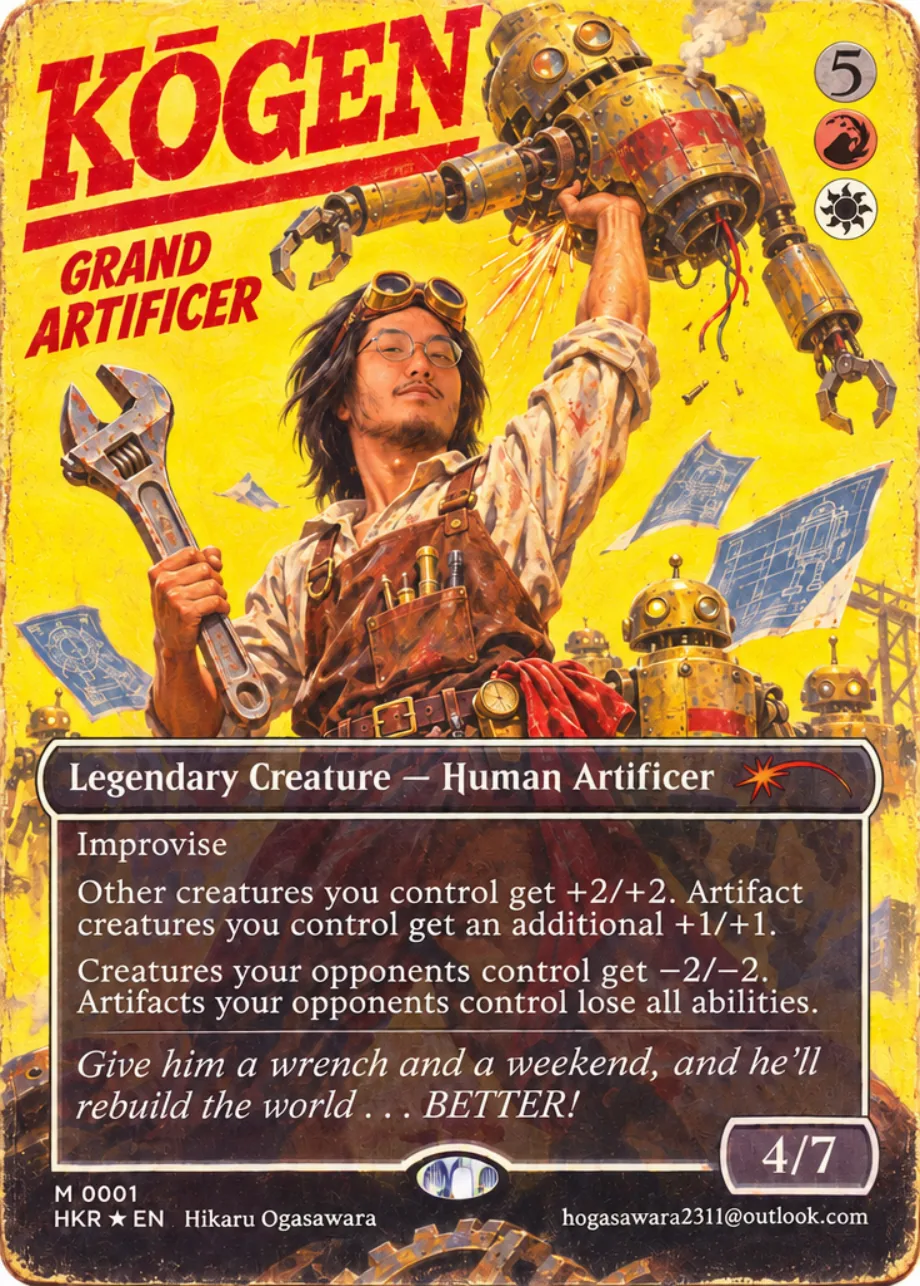 KŌGEN
GRAND
ARTIFICER
5
Legendary Creature — Human Artificer
Improvise
Other creatures you control get +2/+2. Artifact
creatures you control get an additional +1/+1.
Creatures your opponents control get −2/−2.
Artifacts your opponents control lose all abilities.
Give him a wrench and a weekend, and he’ll
rebuild the world . . . BETTER!
4/7
M 0001
HKR ★ EN Hikaru Ogasawara
hogasawara2311@outlook.com